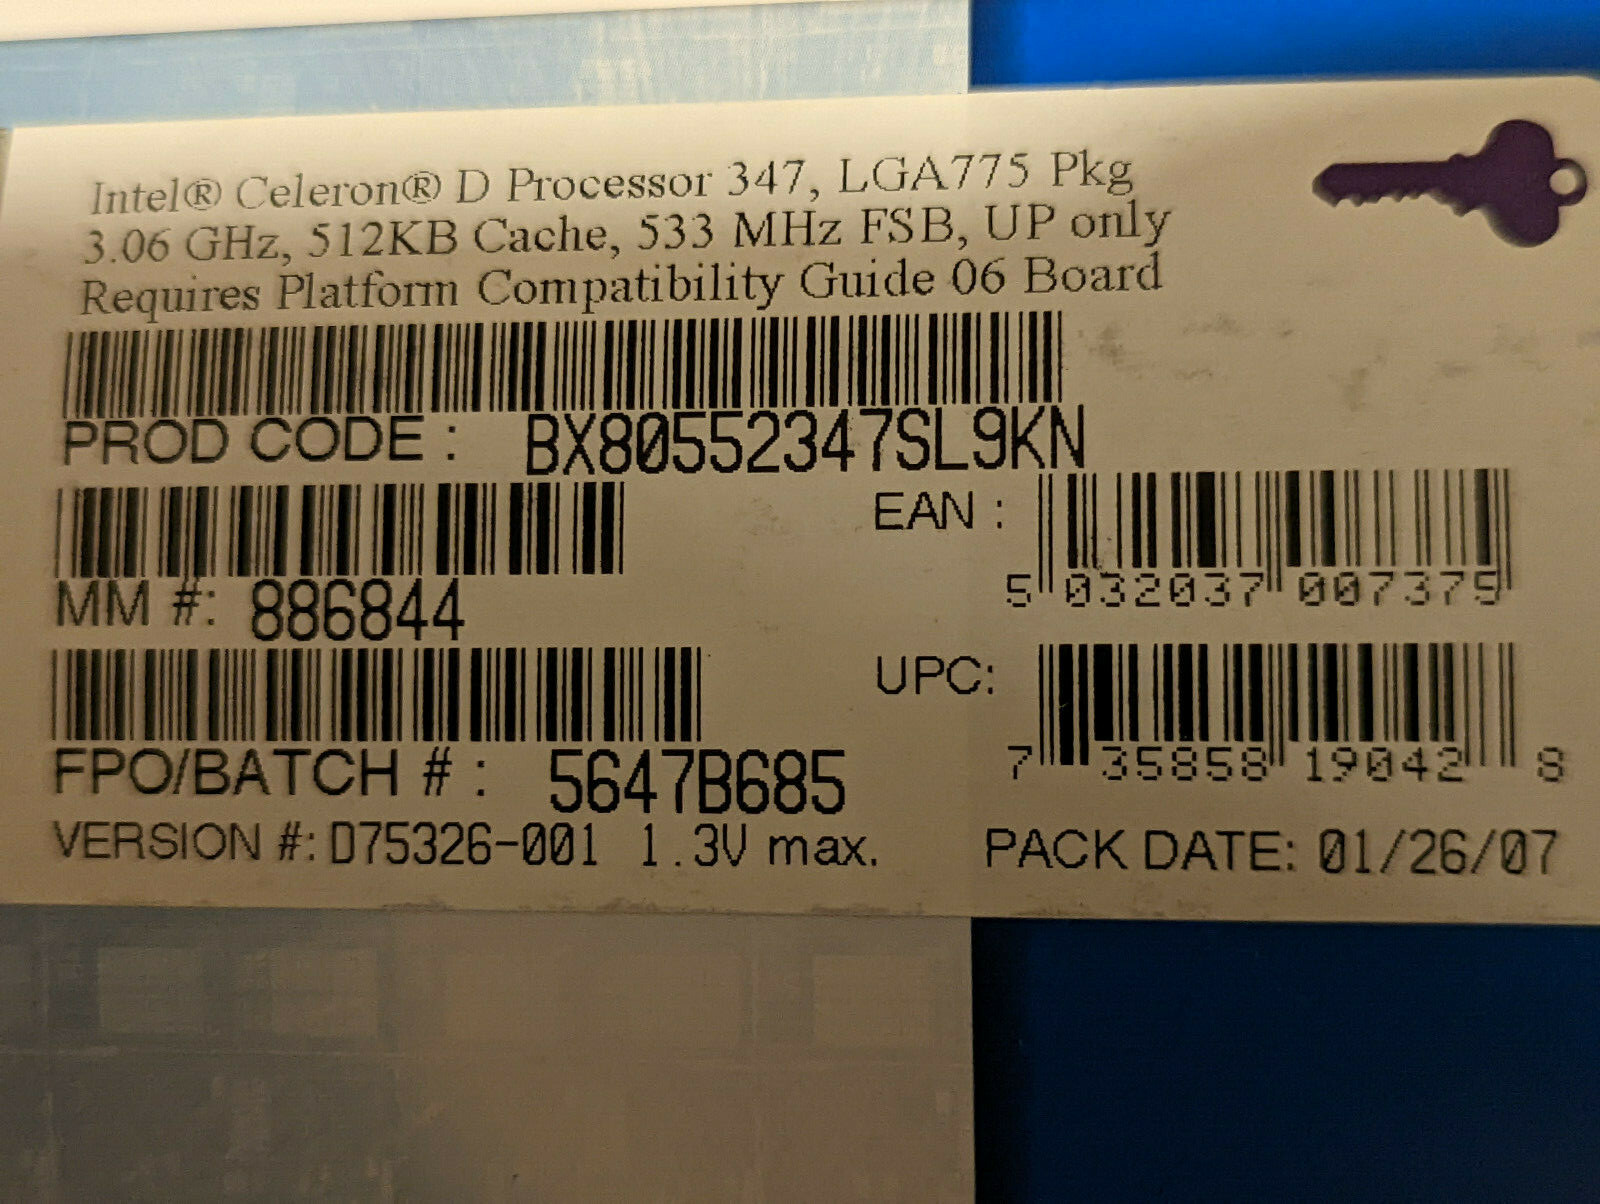 Intel® Celeron® D Processor 347, LGA775 Pkg
3.06 GHz, 512KB Cache, 533 MHz FSB, UP only
Requires Platform Compatibility Guide 06 Board
PROD CODE : BX80552347SL9KN
EAN :
5 032037 007375
MM #: 886844
UPC:
7 35858 19042 8
FPO/BATCH # : 5647B685
VERSION #: D75326-001 1.3V max.
PACK DATE: 01/26/07